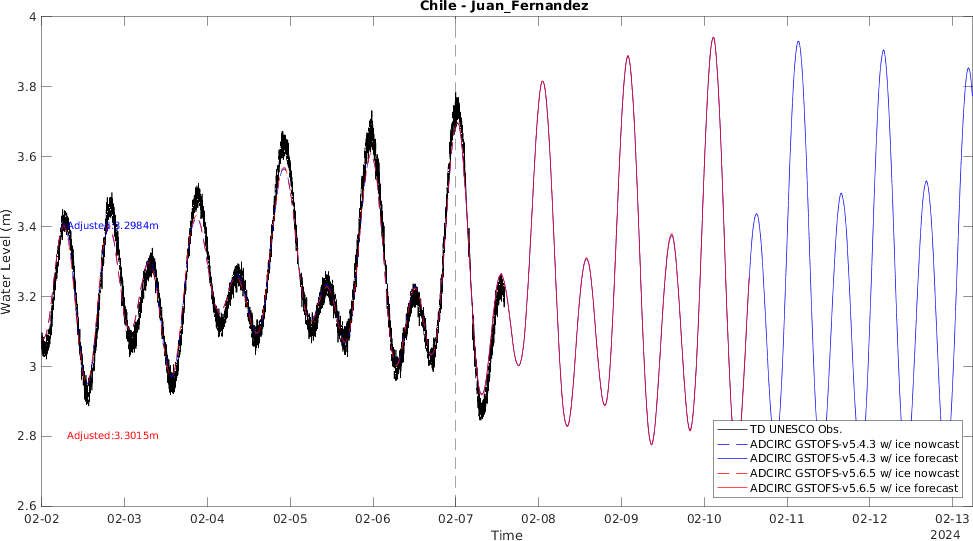 Chile - Juan_Fernandez
4
3.8
3.6
3.4
3.2
3
2.8
2.6
Water Level (m)
Adjusted:3.2984m
Adjusted:3.3015m
TD UNESCO Obs.
ADCIRC GSTOFS-v5.4.3 w/ ice nowcast
ADCIRC GSTOFS-v5.4.3 w/ ice forecast
ADCIRC GSTOFS-v5.6.5 w/ ice nowcast
ADCIRC GSTOFS-v5.6.5 w/ ice forecast
02-02 02-03 02-04 02-05 02-06 02-07 02-08 02-09 02-10 02-11 02-12 02-13
Time
2024